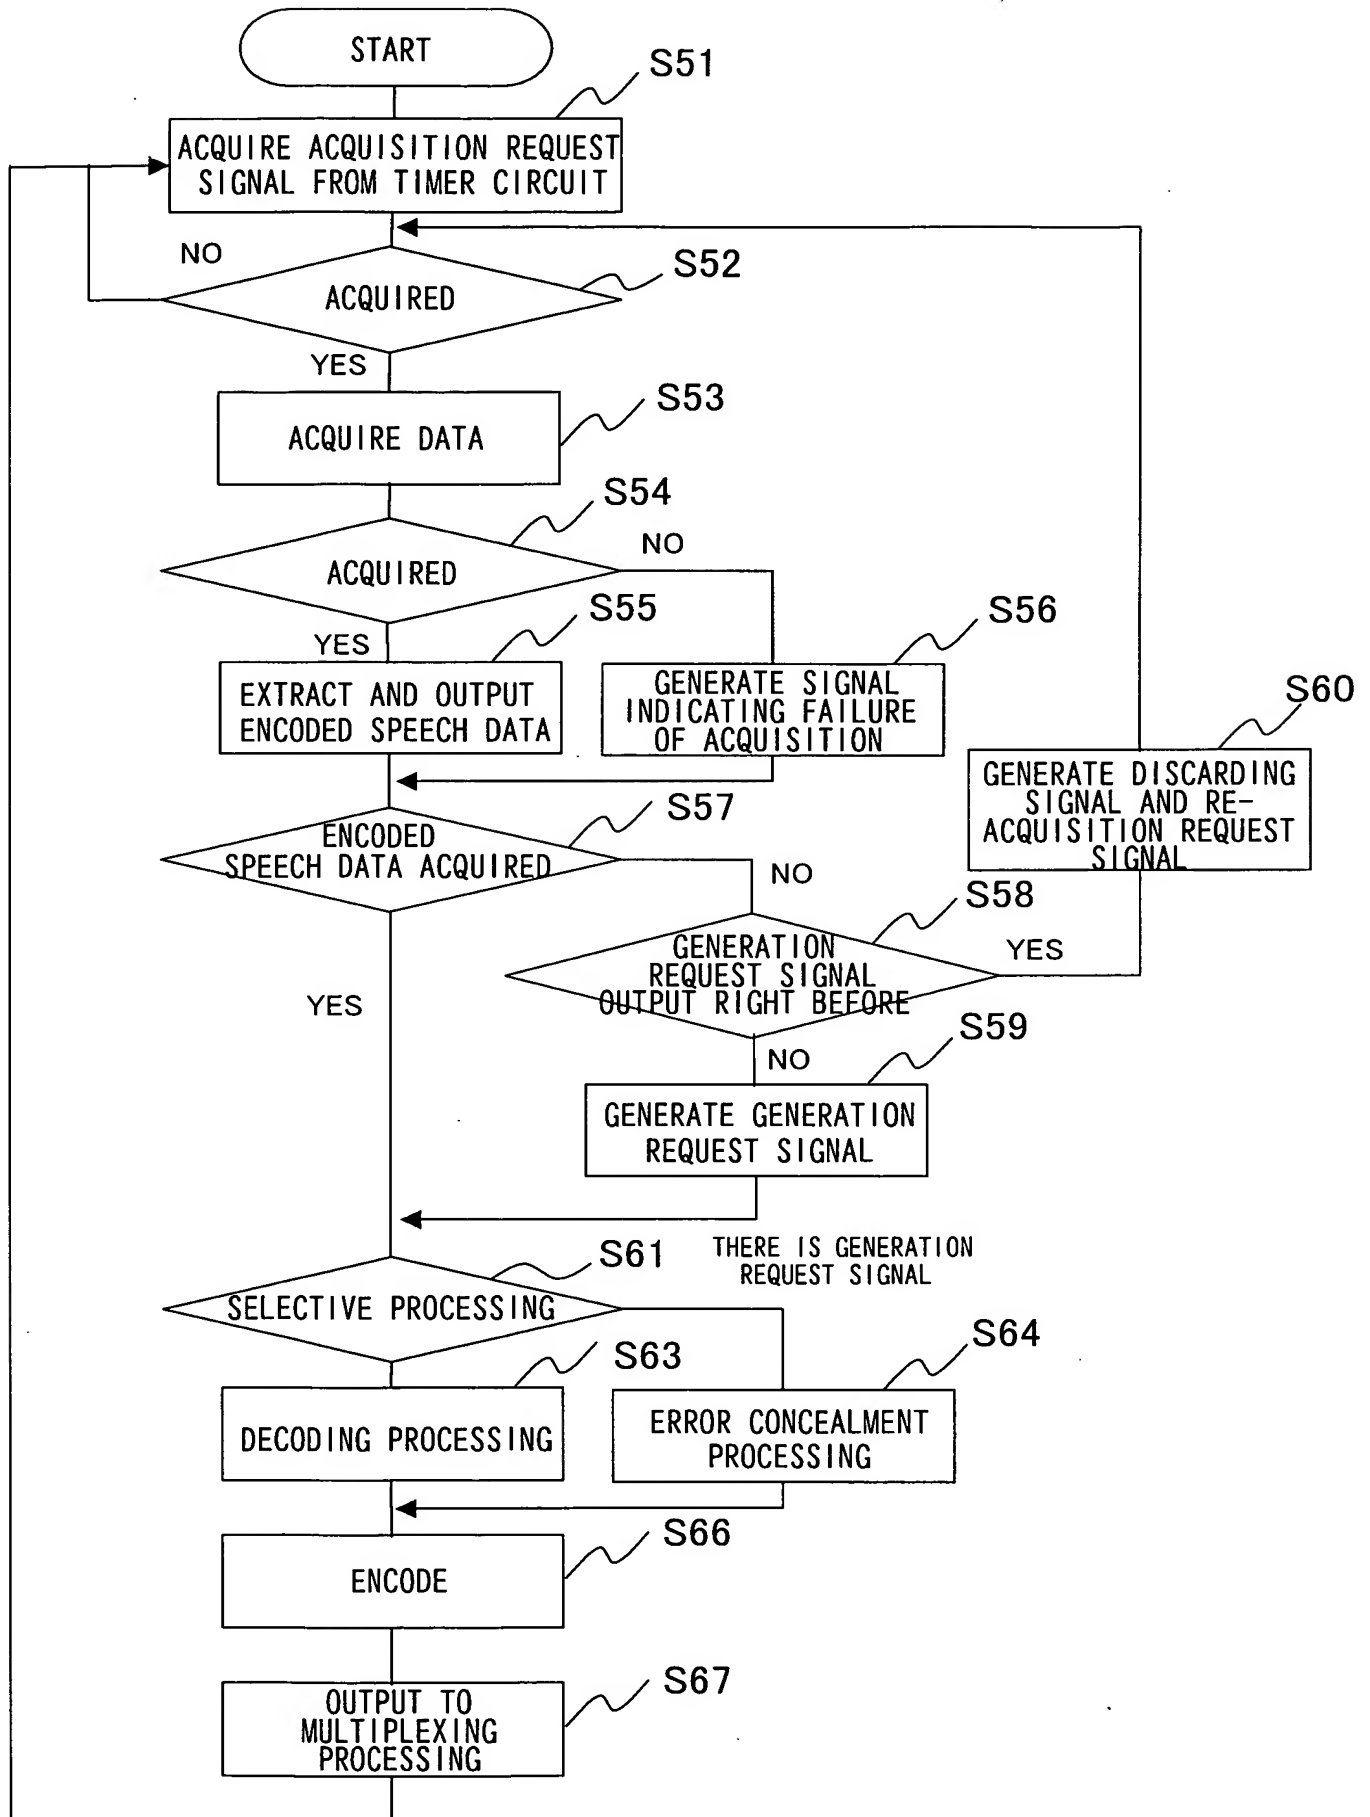 START
S51
ACQUIRE ACQUISITION REQUEST
SIGNAL FROM TIMER CIRCUIT
NO
S52
ACQUIRED
YES
S53
ACQUIRE DATA
S54
NO
ACQUIRED
S55
YES
S56
EXTRACT AND OUTPUT
ENCODED SPEECH DATA
GENERATE SIGNAL
INDICATING FAILURE
OF ACQUISITION
S60
GENERATE DISCARDING
SIGNAL AND RE-
ACQUISITION REQUEST
SIGNAL
S57
ENCODED
SPEECH DATA ACQUIRED
NO
S58
GENERATION
REQUEST SIGNAL
OUTPUT RIGHT BEFORE
YES
YES
S59
NO
GENERATE GENERATION
REQUEST SIGNAL
S61
THERE IS GENERATION
REQUEST SIGNAL
SELECTIVE PROCESSING
S63
S64
DECODING PROCESSING
ERROR CONCEALMENT
PROCESSING
S66
ENCODE
S67
OUTPUT TO
MULTIPLEXING
PROCESSING